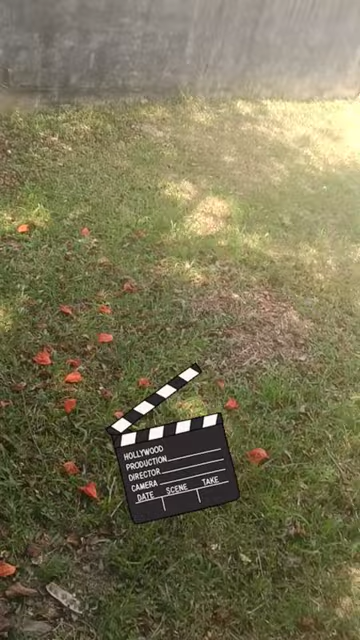 HOLLYWOOD
PRODUCTION
DIRECTOR
CAMERA
DATE SCENE TAKE